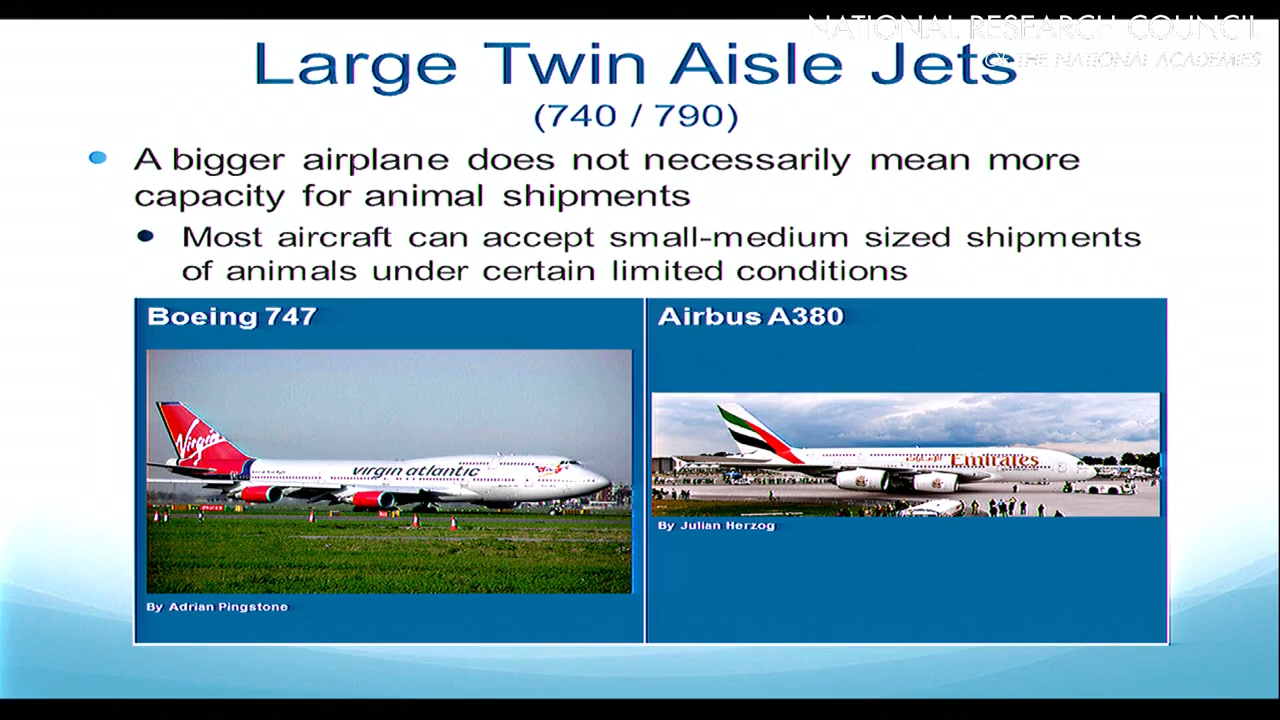 NATIONAL RESEARCH COUNCIL
OF THE NATIONAL ACADEMIES
Large Twin Aisle Jets
(740 / 790)
A bigger airplane does not necessarily mean more
capacity for animal shipments
Most aircraft can accept small-medium sized shipments
of animals under certain limited conditions
Boeing 747
Airbus A380
Virgin
virgin atlantic
Emirates
By Julian Herzog
By Adrian Pingstone